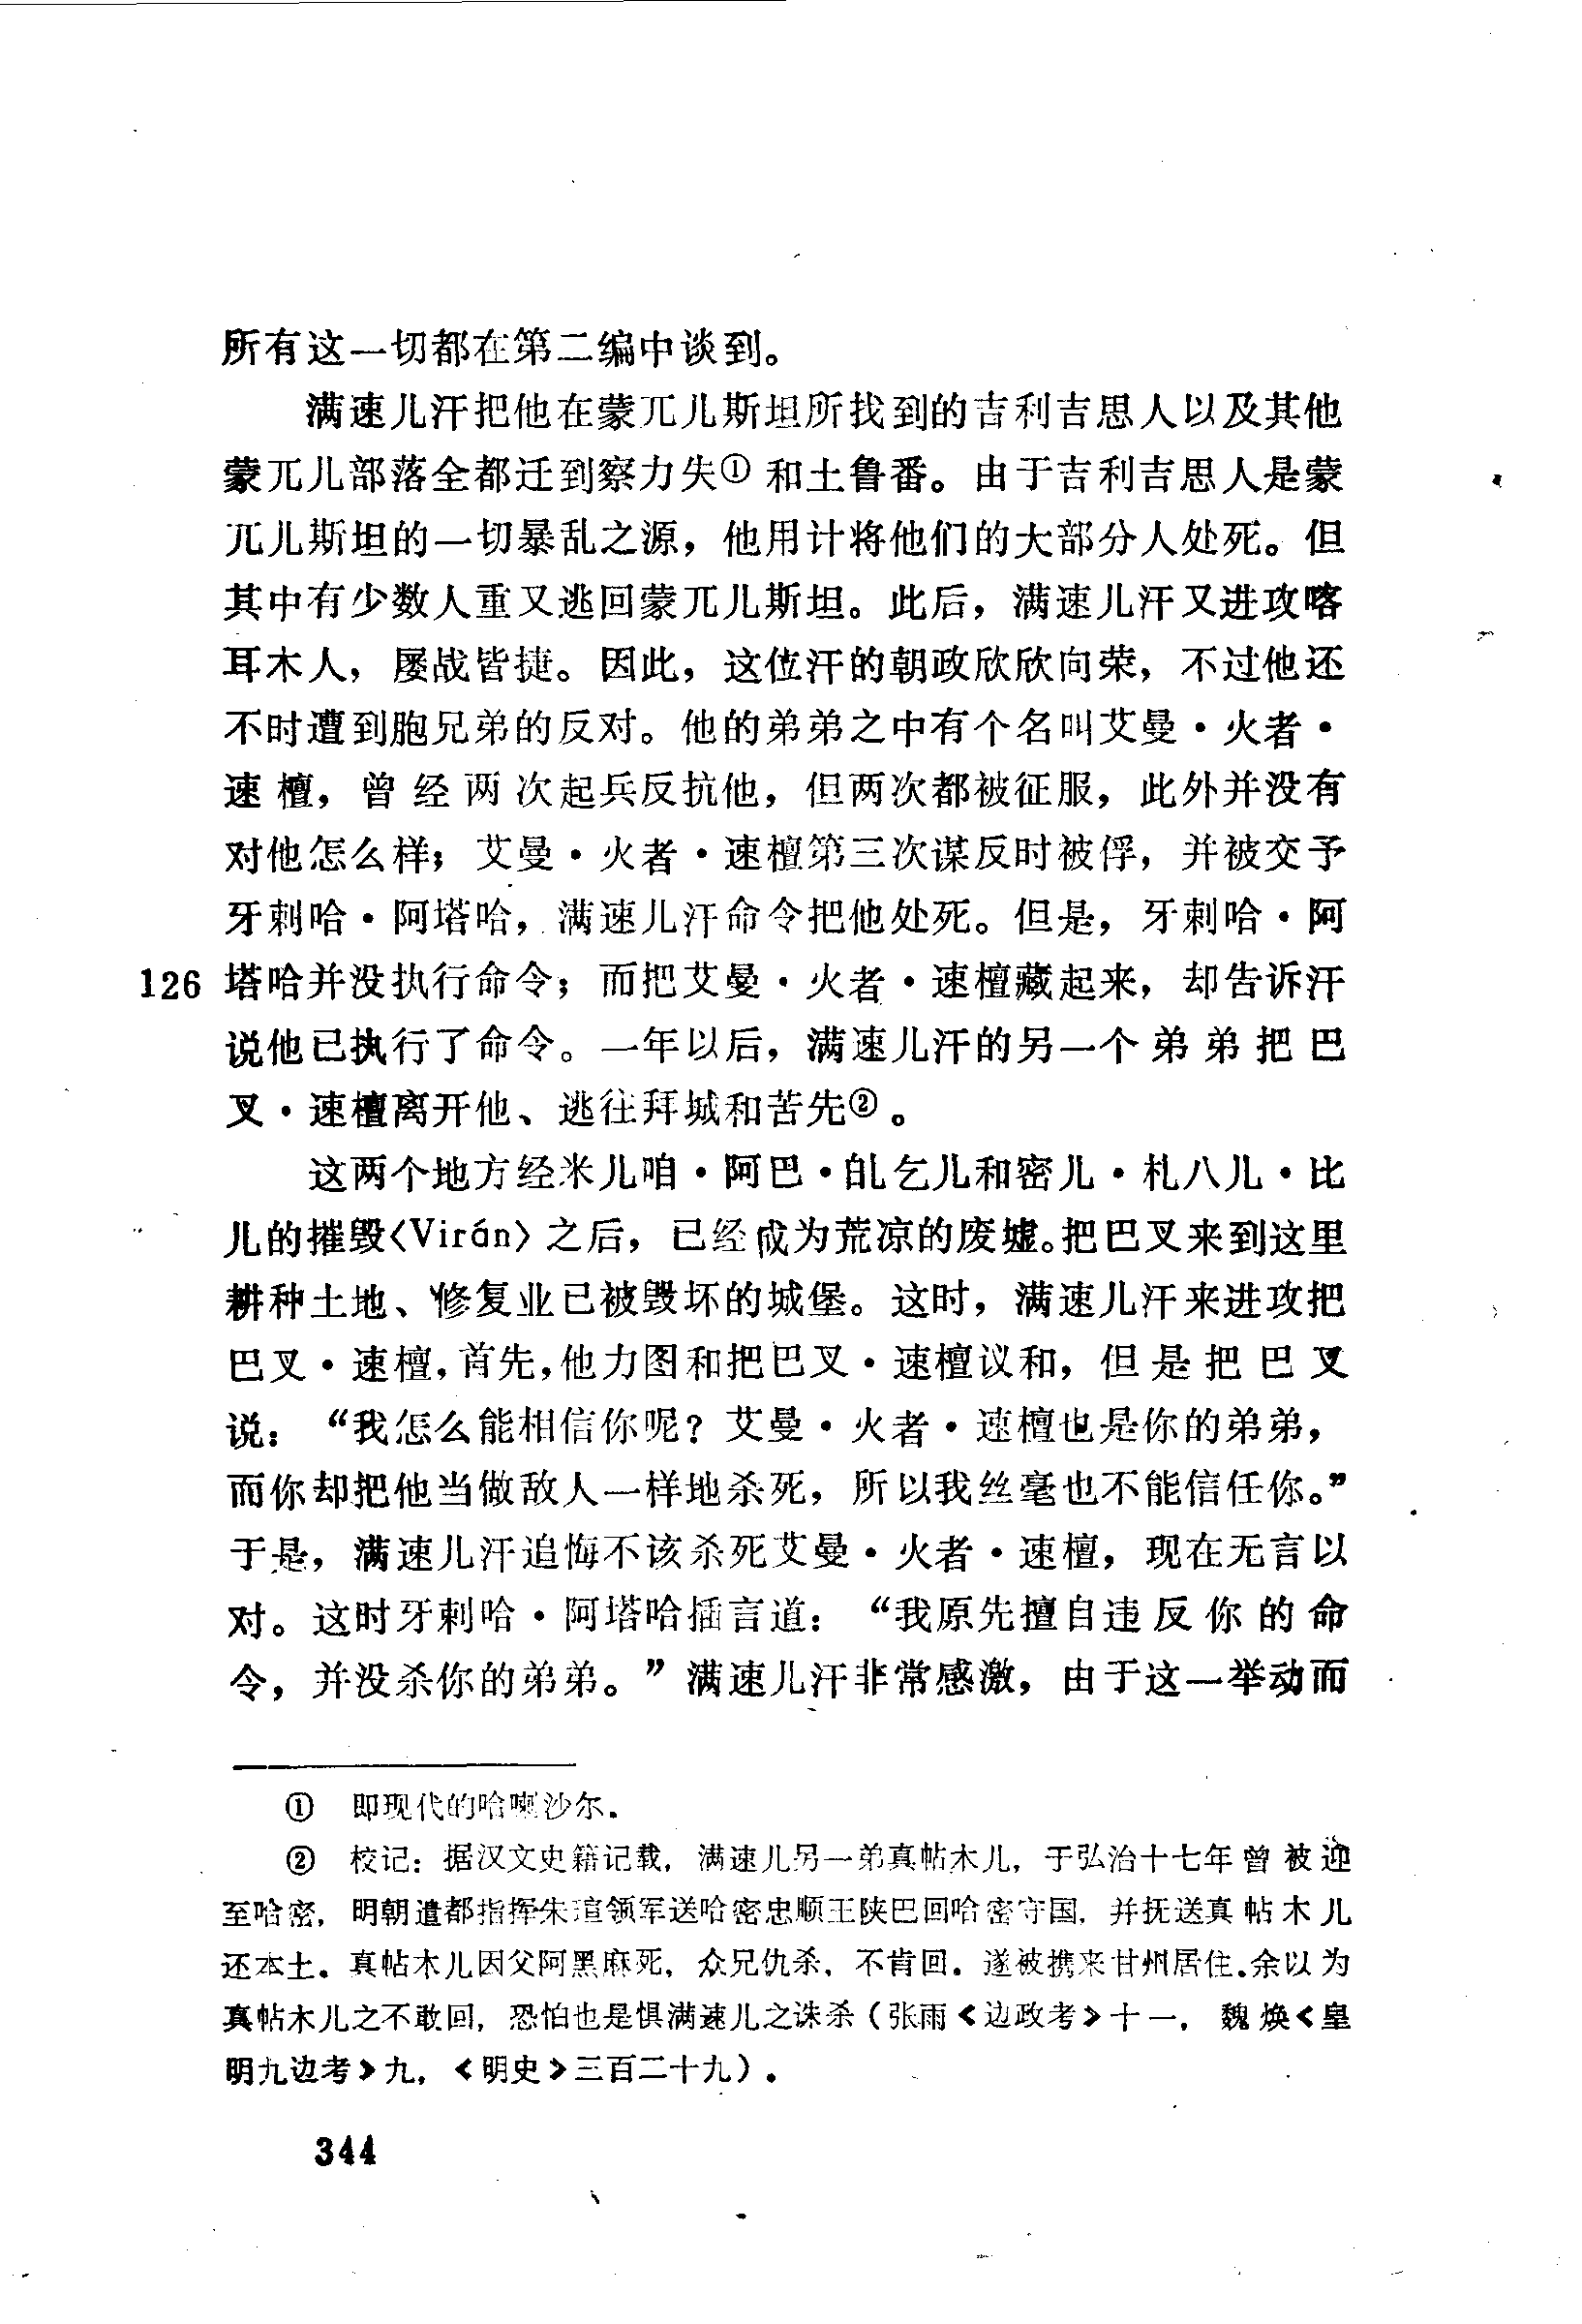 所有这一切都在第二编中谈到。
满速儿汗把他在蒙兀儿斯坦所找到的吉利吉思人以及其他
蒙兀儿部落全都迁到察力失① 和土鲁番。由于吉利吉思人是蒙
兀儿斯坦的一切暴乱之源，他用计将他们的大部分人处死。但
其中有少数人重又逃回蒙兀儿斯坦。此后，满速儿汗又进攻喀
耳木人，屡战皆捷。因此，这位汗的朝政欣欣向荣，不过他还
不时遭到胞兄弟的反对。他的弟弟之中有个名叫艾曼·火者·
速檀，曾经两次起兵反抗他，但两次都被征服，此外并没有
对他怎么样；艾曼·火者·速檀第三次谋反时被俘，并被交予
牙剌哈·阿塔哈，满速儿汗命令把他处死。但是，牙剌哈·阿
126 塔哈并没执行命令；而把艾曼·火者·速檀藏起来，却告诉汗
说他已执行了命令。一年以后，满速儿汗的另一个弟弟把巴
叉·速檀离开他、逃往拜城和苦先②。
这两个地方经米儿咱·阿巴·癿乞儿和密儿·札八儿·比
儿的摧毁〈Virán〉之后，已经成为荒凉的废墟。把巴叉来到这里
耕种土地、修复业已被毁坏的城堡。这时，满速儿汗来进攻把
巴叉·速檀，首先，他力图和把巴叉·速檀议和，但是把巴叉
说：“我怎么能相信你呢？艾曼·火者·速檀也是你的弟弟，
而你却把他当做敌人一样地杀死，所以我丝毫也不能信任你。”
于是，满速儿汗追悔不该杀死艾曼·火者·速檀，现在无言以
对。这时牙剌哈·阿塔哈插言道：“我原先擅自违反你的命
令，并没杀你的弟弟。”满速儿汗非常感激，由于这一举动而
① 即现代的哈喇沙尔．
② 校记：据汉文史籍记载，满速儿另一弟真帖木儿，于弘治十七年曾被迎
至哈密，明朝遣都指挥朱瑄领军送哈密忠顺王陕巴回哈密守国，并抚送真帖木儿
还本土．真帖木儿因父阿黑麻死，众兄仇杀，不肯回．遂被携来甘州居住．余以为
真帖木儿之不敢回，恐怕也是惧满速儿之诛杀（张雨《边政考》十一，魏焕《皇
明九边考》九，《明史》三百二十九）．
344